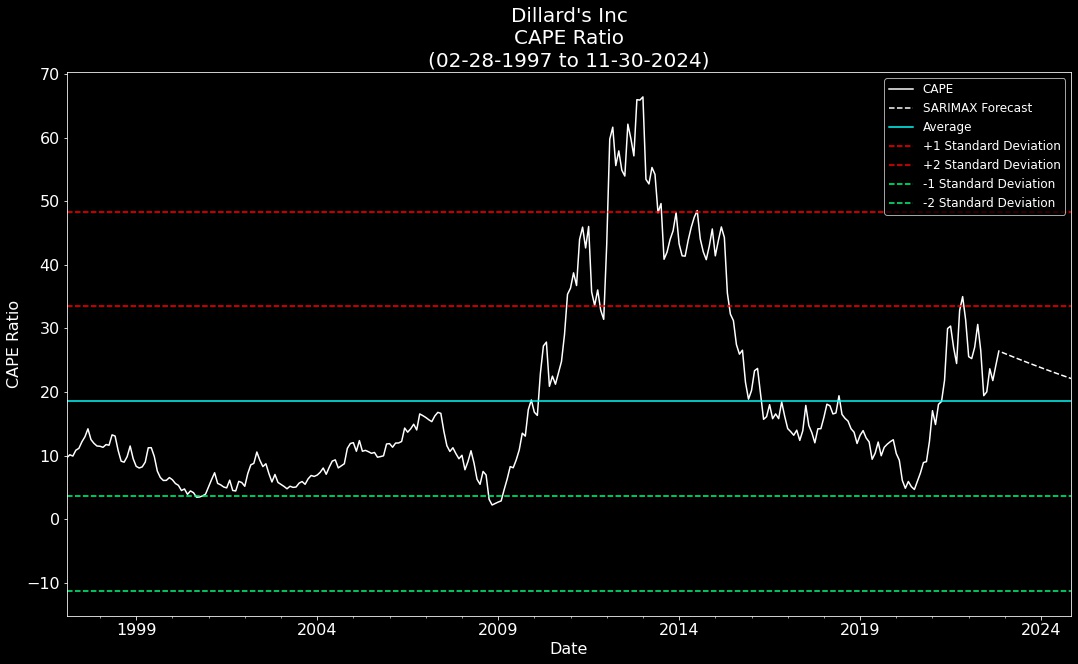 Dillard's Inc
CAPE Ratio
(02-28-1997 to 11-30-2024)
CAPE
SARIMAX Forecast
Average
+1 Standard Deviation
+2 Standard Deviation
-1 Standard Deviation
-2 Standard Deviation
CAPE Ratio
70
60
50
40
30
20
10
0
−10
1999
2004
2009
2014
2019
2024
Date